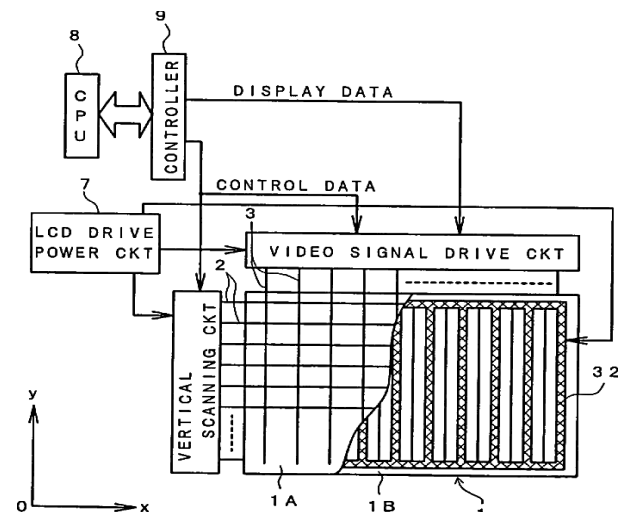 9
8
CPU
CONTROLLER
DISPLAY DATA
CONTROL DATA
7
LCD DRIVE
POWER CKT
3
VIDEO SIGNAL DRIVE CKT
2
VERTICAL
SCANNING CKT
32
y
0
x
1A
1B
1